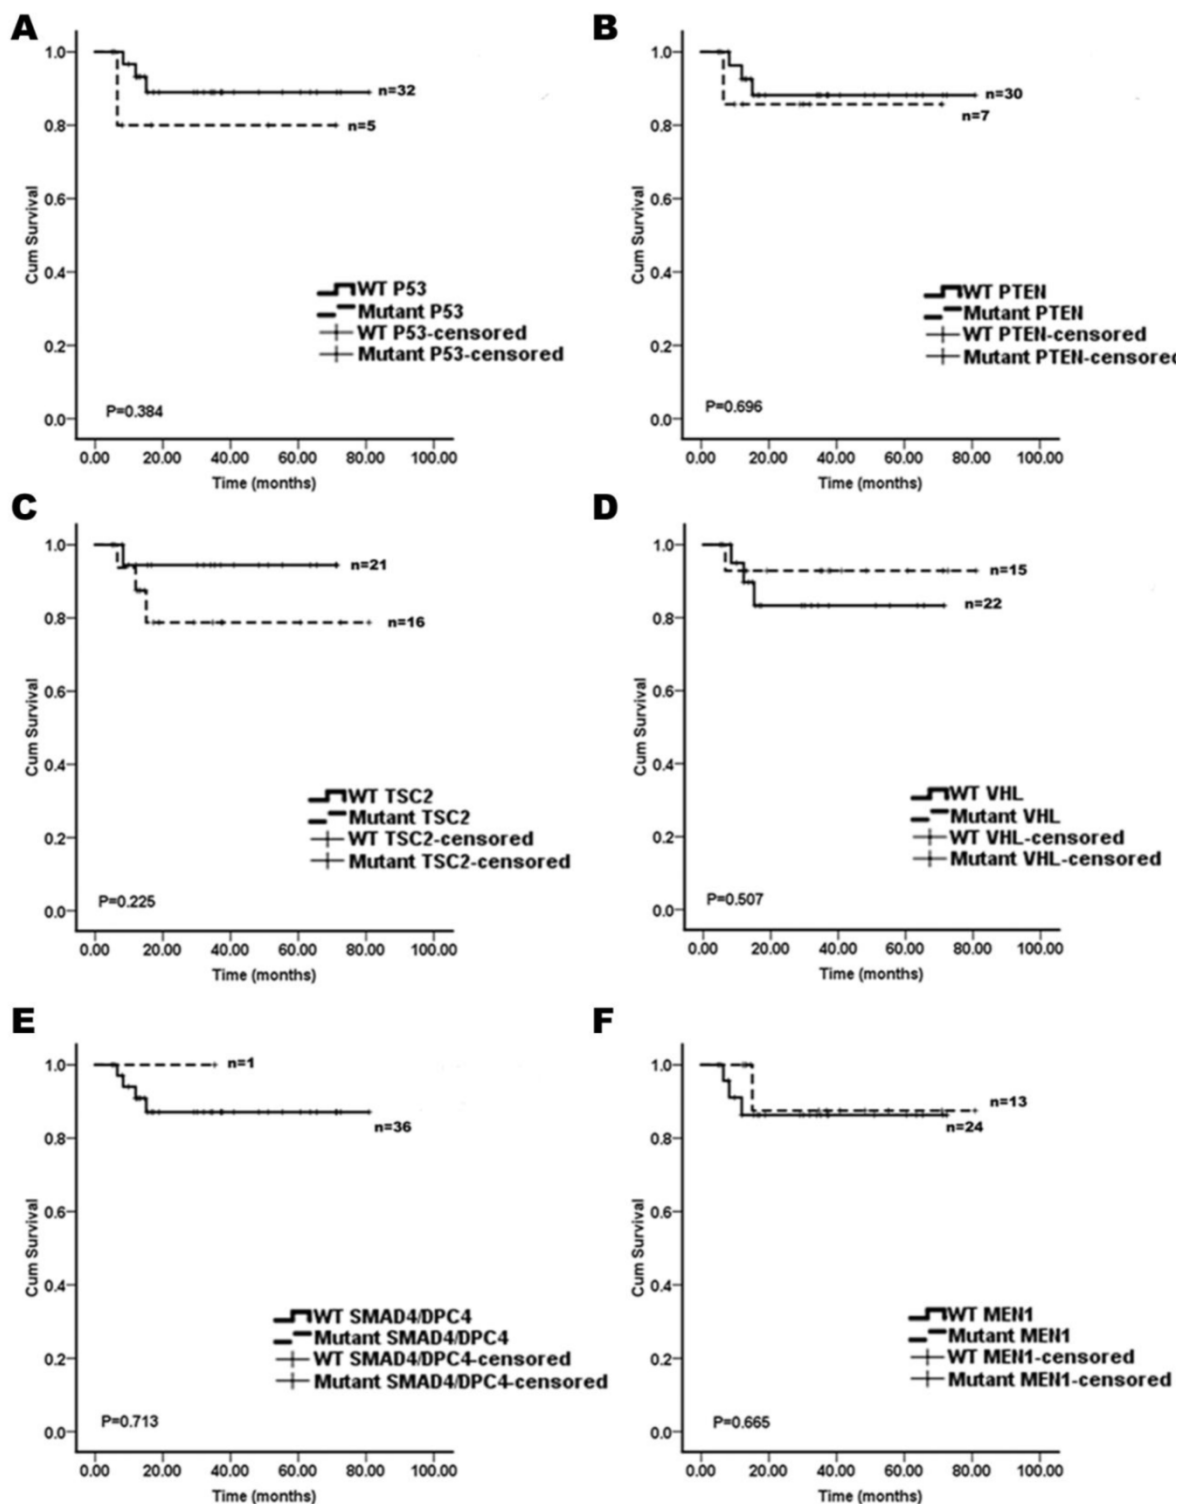 A
1.0
0.8
0.6
0.4
0.2
0.0
Cum Survival
n=32
n=5
WT P53
Mutant P53
WT P53-censored
Mutant P53-censored
P=0.384
0.00 20.00 40.00 60.00 80.00 100.00
Time (months)
B
1.0
0.8
0.6
0.4
0.2
0.0
Cum Survival
n=30
n=7
WT PTEN
Mutant PTEN
WT PTEN-censored
Mutant PTEN-censored
P=0.696
0.00 20.00 40.00 60.00 80.00 100.00
Time (months)
C
1.0
0.8
0.6
0.4
0.2
0.0
Cum Survival
n=21
n=16
WT TSC2
Mutant TSC2
WT TSC2-censored
Mutant TSC2-censored
P=0.225
0.00 20.00 40.00 60.00 80.00 100.00
Time (months)
D
1.0
0.8
0.6
0.4
0.2
0.0
Cum Survival
n=15
n=22
WT VHL
Mutant VHL
WT VHL-censored
Mutant VHL-censored
P=0.507
0.00 20.00 40.00 60.00 80.00 100.00
Time (months)
E
1.0
0.8
0.6
0.4
0.2
0.0
Cum Survival
n=1
n=36
WT SMAD4/DPC4
Mutant SMAD4/DPC4
WT SMAD4/DPC4-censored
Mutant SMAD4/DPC4-censored
P=0.713
0.00 20.00 40.00 60.00 80.00 100.00
Time (months)
F
1.0
0.8
0.6
0.4
0.2
0.0
Cum Survival
n=13
n=24
WT MEN1
Mutant MEN1
WT MEN1-censored
Mutant MEN1-censored
P=0.665
0.00 20.00 40.00 60.00 80.00 100.00
Time (months)